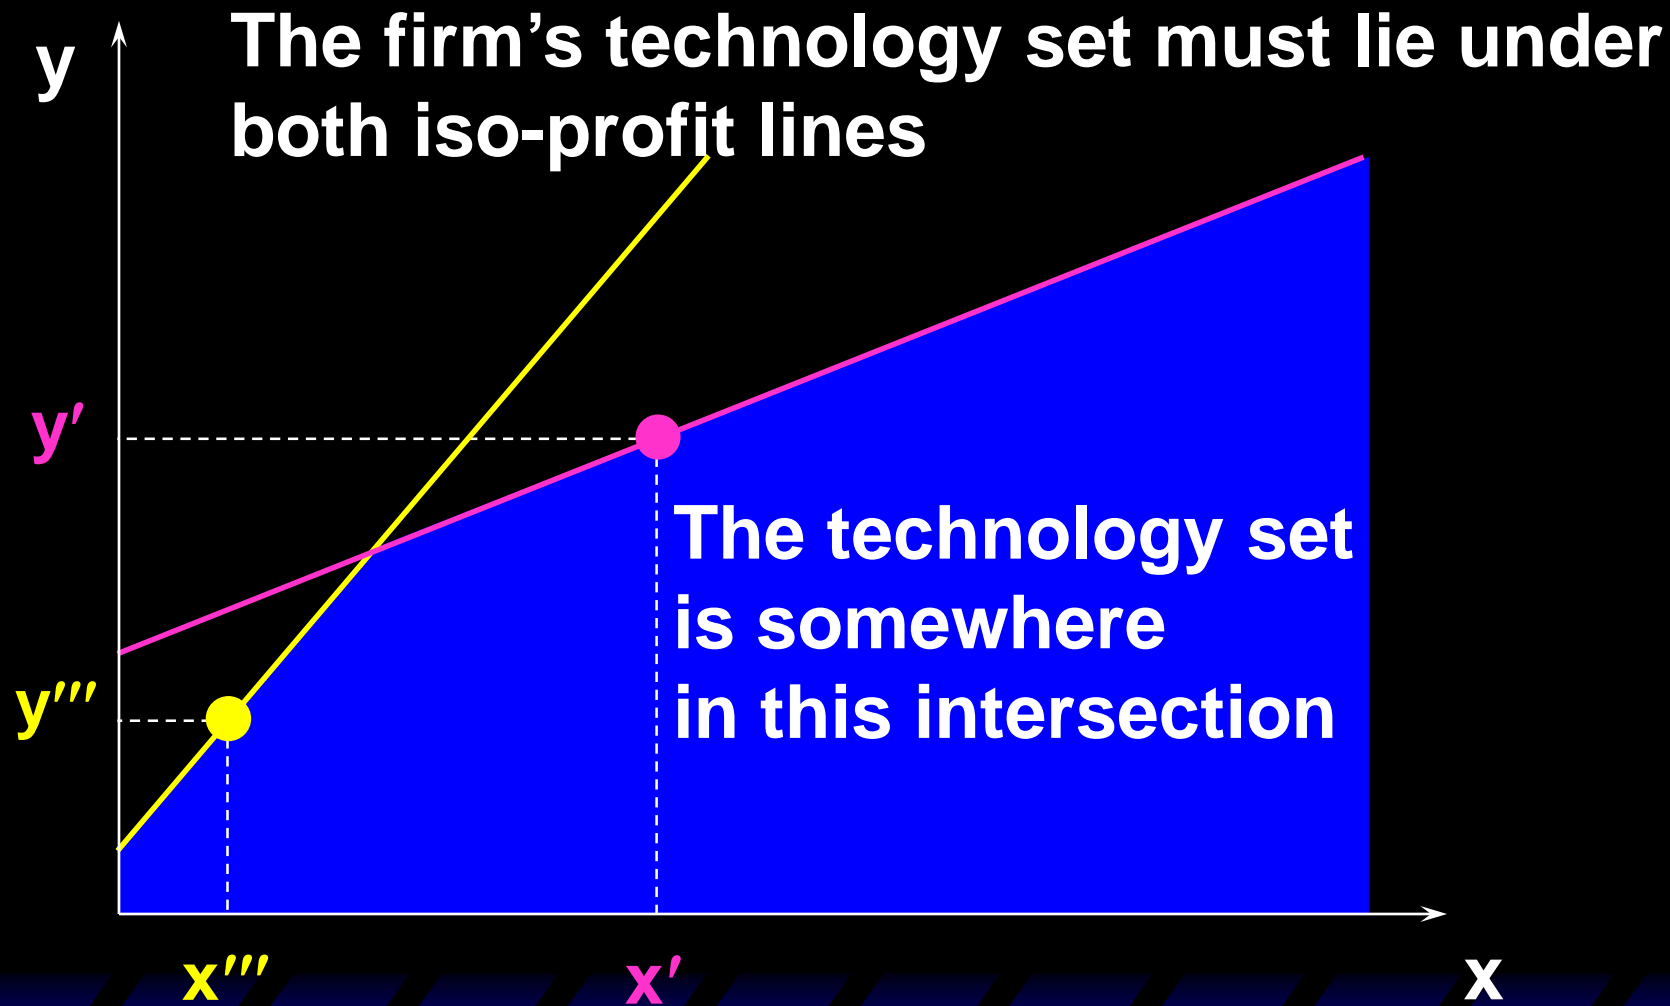 The firm’s technology set must lie under
both iso-profit lines
y
y′
The technology set
is somewhere
in this intersection
y′′′
x′′′
x′
x